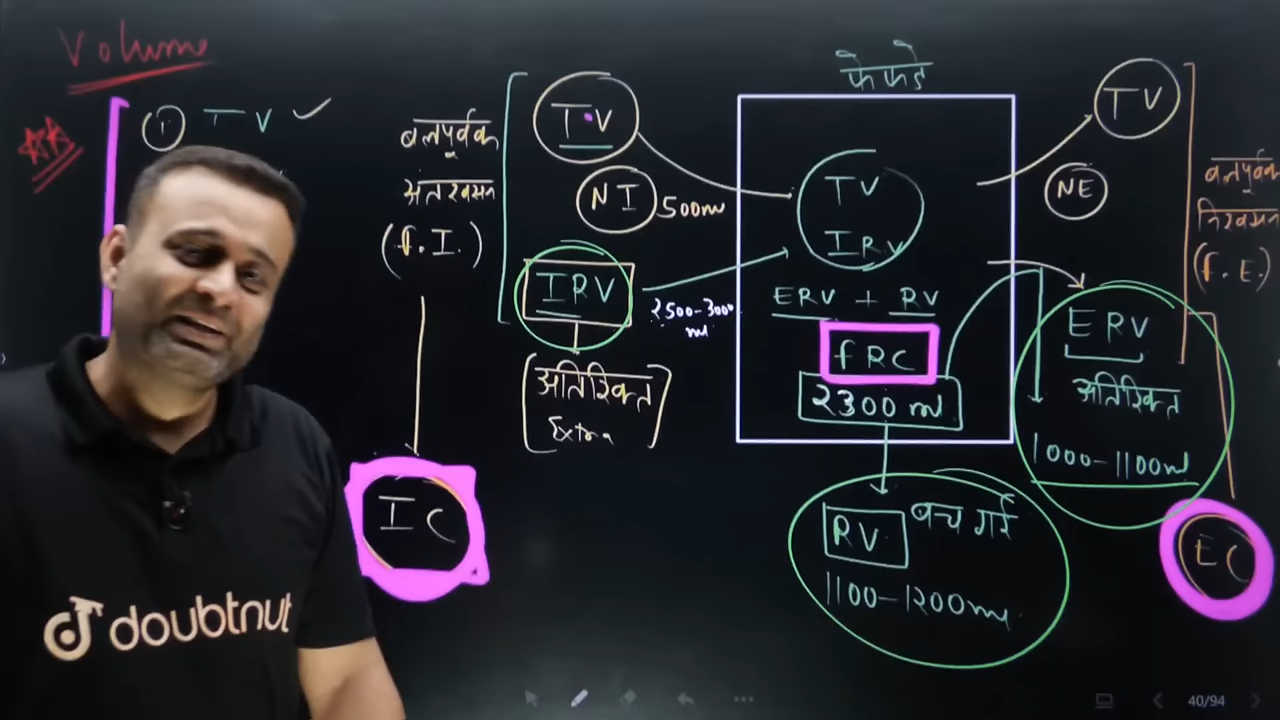 Volume
① TV ✓
बलपूर्वक
अंतःश्वसन
(f. I.)
IC
TV
NI 500ml
IRV
2500-3000
ml
अतिरिक्त
Extra
फेफड़े
TV
IRV
ERV + RV
fRC
2300 ml
RV बच गई
1100-1200ml
TV
NE
ERV
अतिरिक्त
1000-1100ml
बलपूर्वक
निःश्वसन
(f. E.)
EC
doubtnut
40/94